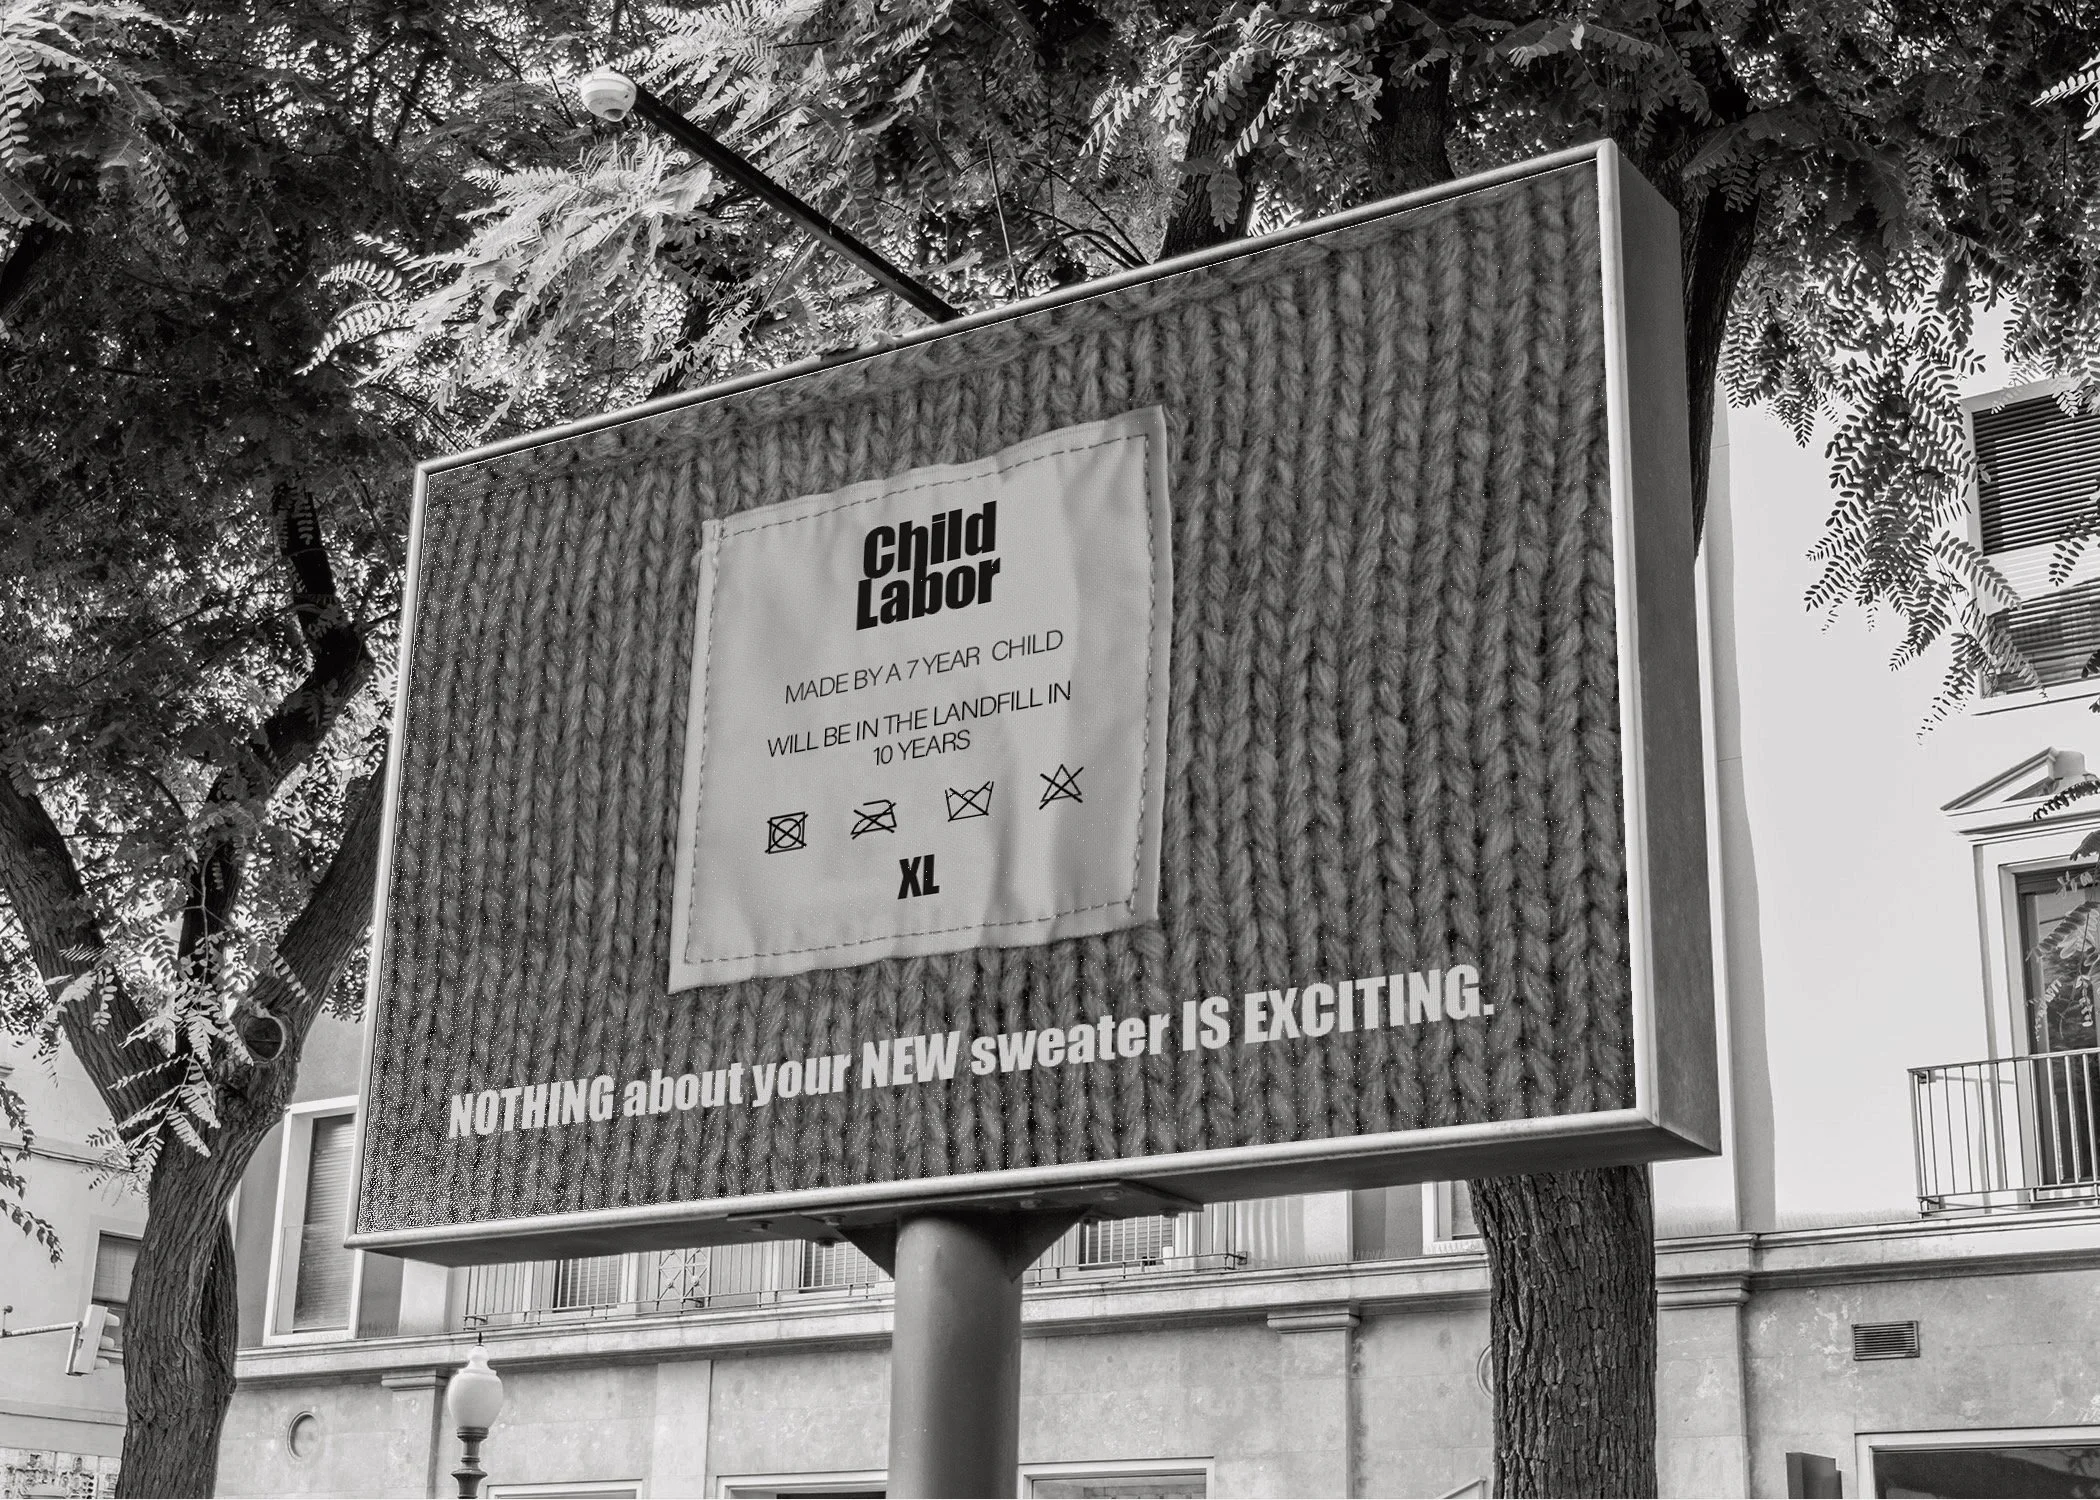 Child
Labor
MADE BY A 7 YEAR CHILD
WILL BE IN THE LANDFILL IN
10 YEARS
XL
NOTHING about your NEW sweater IS EXCITING.